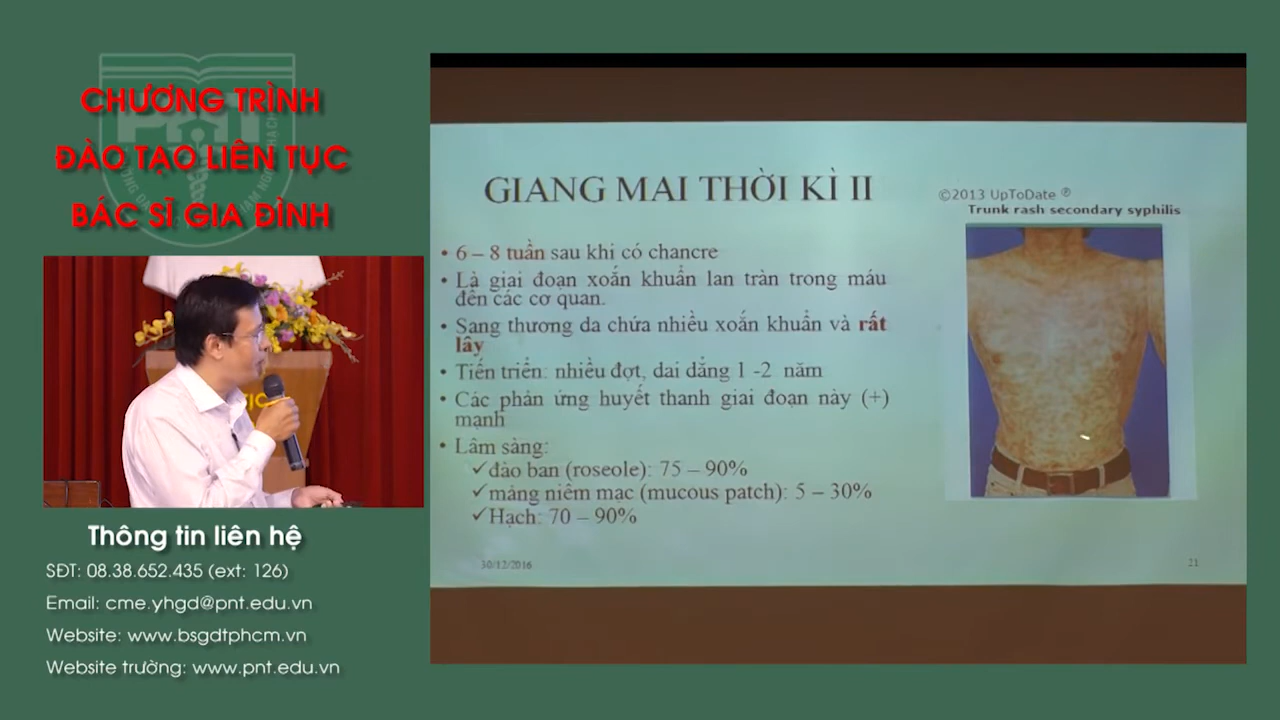 CHƯƠNG TRÌNH
ĐÀO TẠO LIÊN TỤC
BÁC SĨ GIA ĐÌNH
Thông tin liên hệ
SĐT: 08.38.652.435 (ext: 126)
Email: cme.yhgd@pnt.edu.vn
Website: www.bsgdtphcm.vn
Website trường: www.pnt.edu.vn
GIANG MAI THỜI KÌ II
©2013 UpToDate ®
Trunk rash secondary syphilis
• 6 – 8 tuần sau khi có chancre
• Là giai đoạn xoắn khuẩn lan tràn trong máu
đến các cơ quan.
• Sang thương da chứa nhiều xoắn khuẩn và rất
lây
• Tiến triển: nhiều đợt, dai dẳng 1 -2 năm
• Các phản ứng huyết thanh giai đoạn này (+)
mạnh
• Lâm sàng:
✓đào ban (roseole): 75 – 90%
✓mảng niêm mạc (mucous patch): 5 – 30%
✓Hạch: 70 – 90%
30/12/2016
21